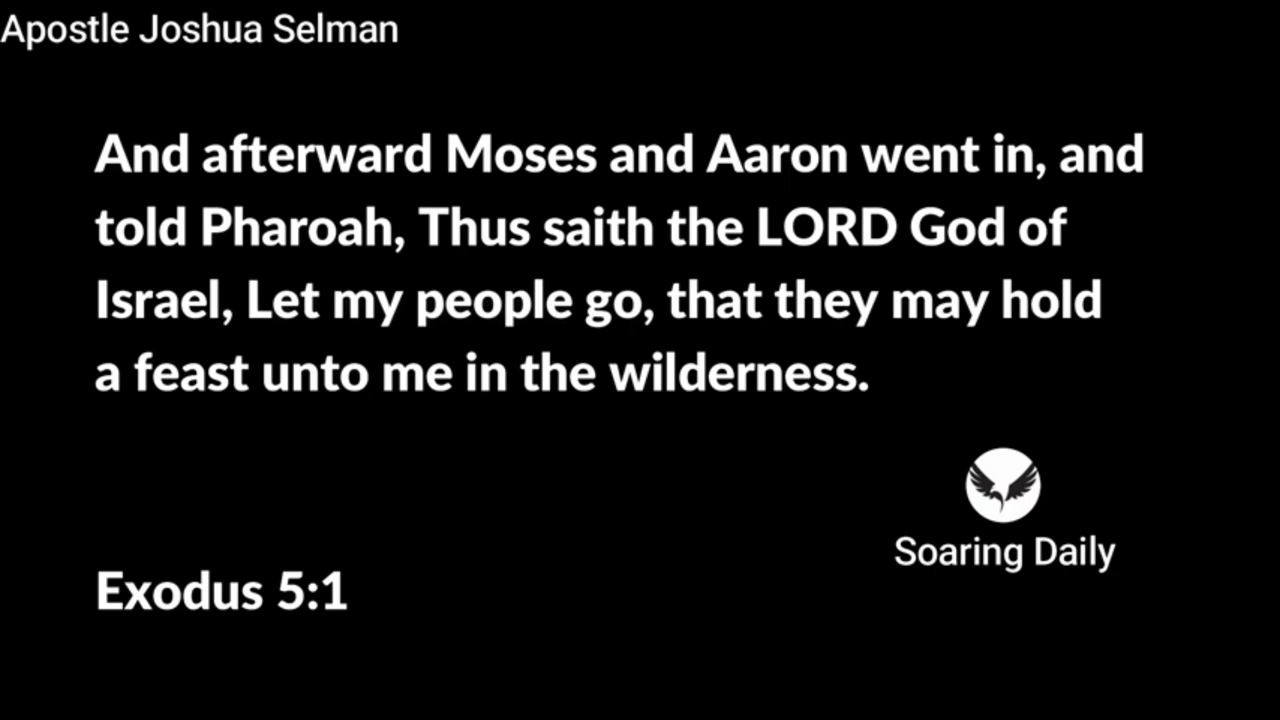 Apostle Joshua Selman
And afterward Moses and Aaron went in, and
told Pharoah, Thus saith the LORD God of
Israel, Let my people go, that they may hold
a feast unto me in the wilderness.
Soaring Daily
Exodus 5:1